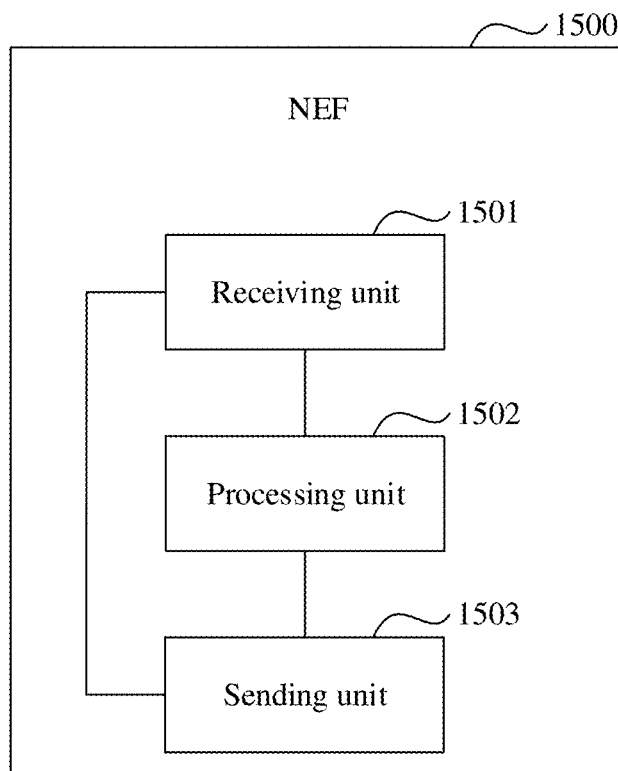 1500
NEF
1501
Receiving unit
1502
Processing unit
1503
Sending unit